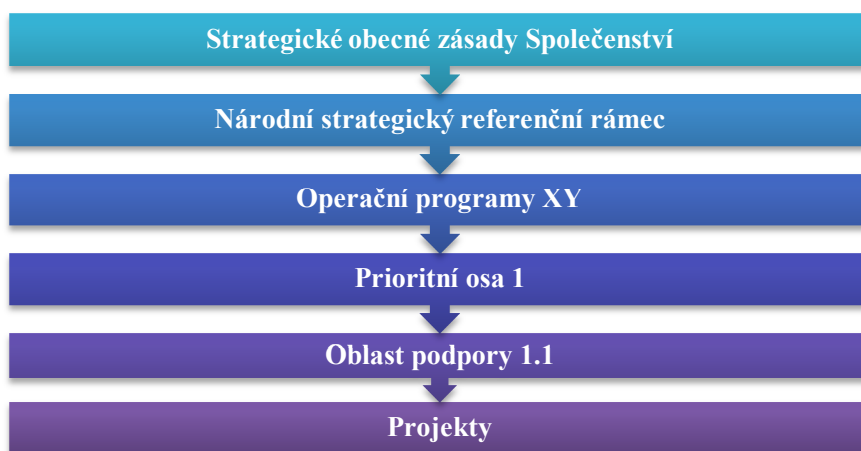 Strategické obecné zásady Společenství
Národní strategický referenční rámec
Operační programy XY
Prioritní osa 1
Oblast podpory 1.1
Projekty